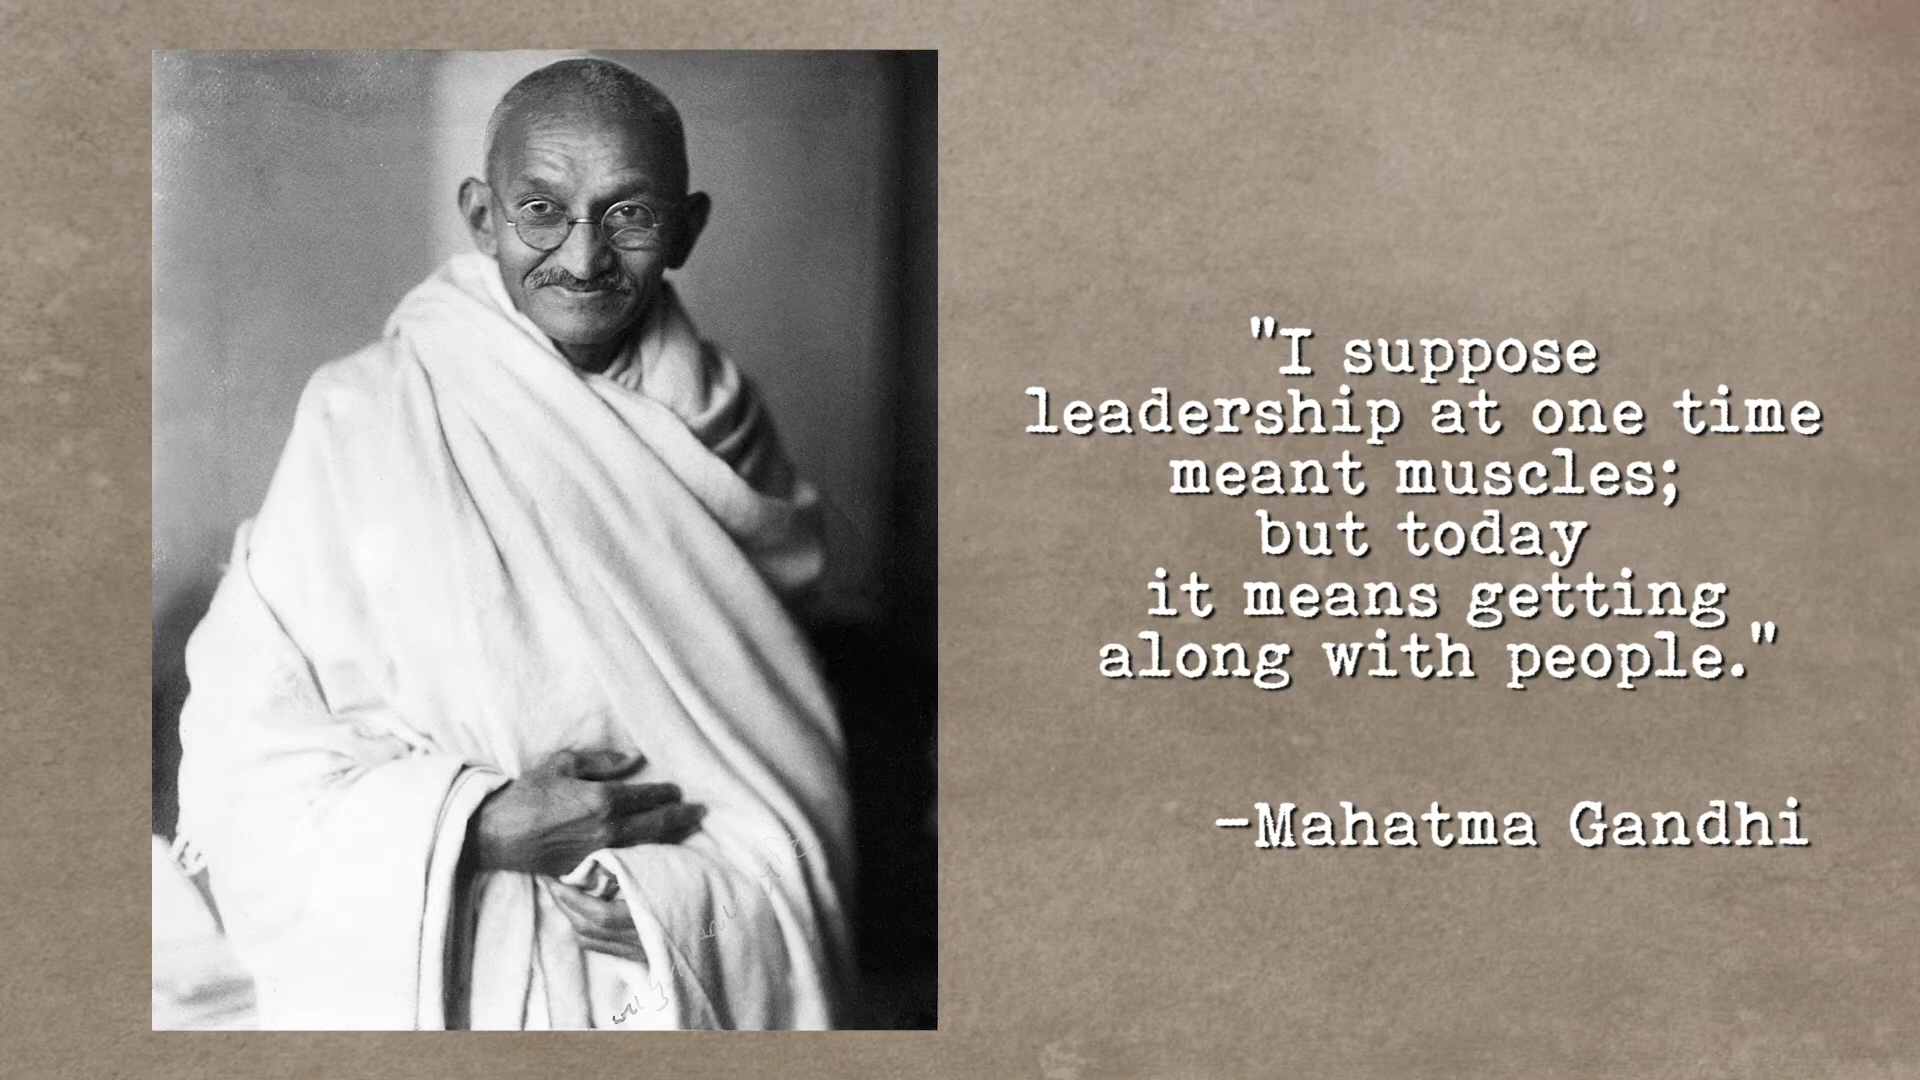 "I suppose
leadership at one time
meant muscles;
but today
it means getting
along with people."
-Mahatma Gandhi